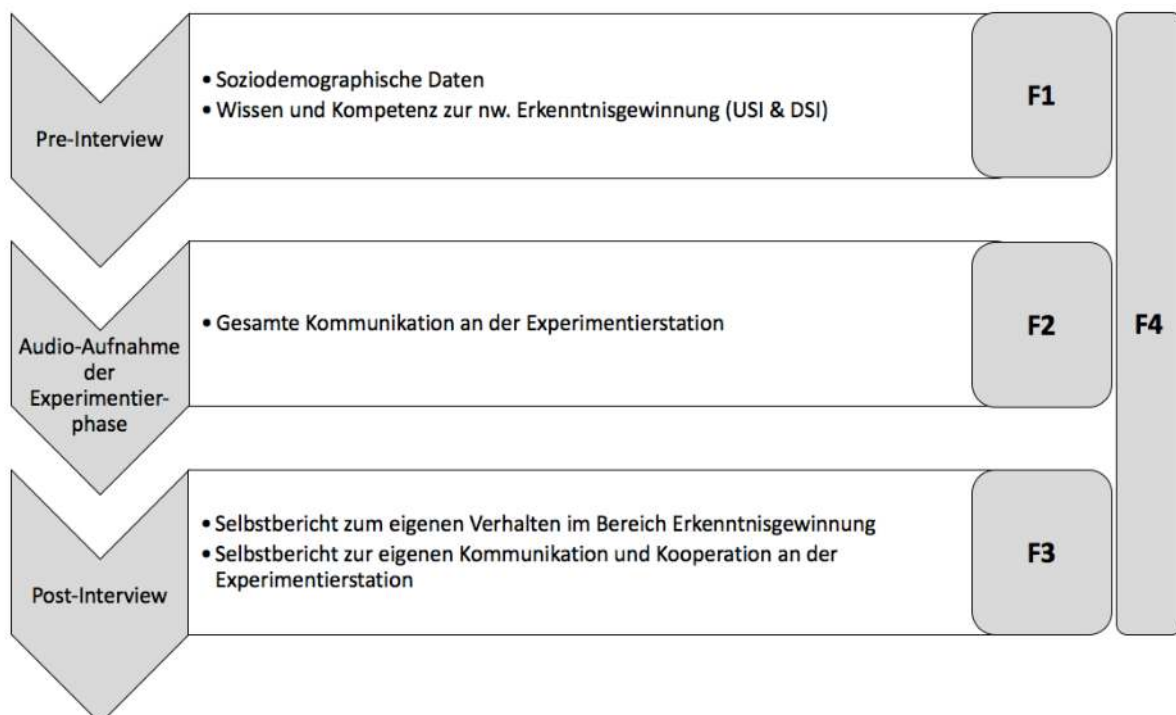 Pre-Interview
• Soziodemographische Daten
• Wissen und Kompetenz zur nw. Erkenntnisgewinnung (USI & DSI)
F1
Audio-Aufnahme
der
Experimentier-
phase
• Gesamte Kommunikation an der Experimentierstation
F2
F4
Post-Interview
• Selbstbericht zum eigenen Verhalten im Bereich Erkenntnisgewinnung
• Selbstbericht zur eigenen Kommunikation und Kooperation an der
Experimentierstation
F3